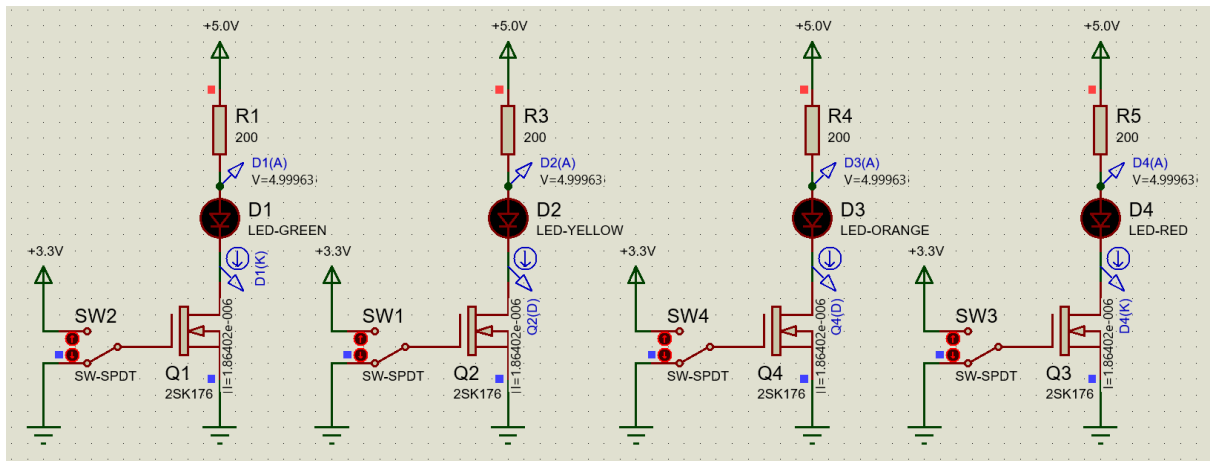 +5.0V
R1
200
D1(A)
V=4.99963
D1
LED-GREEN
D1(K)
I=1.86402e-006
+3.3V
SW2
SW-SPDT
Q1
2SK176
+5.0V
R3
200
D2(A)
V=4.99963
D2
LED-YELLOW
Q2(D)
I=1.86402e-006
+3.3V
SW1
SW-SPDT
Q2
2SK176
+5.0V
R4
200
D3(A)
V=4.99963
D3
LED-ORANGE
Q4(D)
I=1.86402e-006
+3.3V
SW4
SW-SPDT
Q4
2SK176
+5.0V
R5
200
D4(A)
V=4.99963
D4
LED-RED
D4(K)
I=1.86402e-006
+3.3V
SW3
SW-SPDT
Q3
2SK176